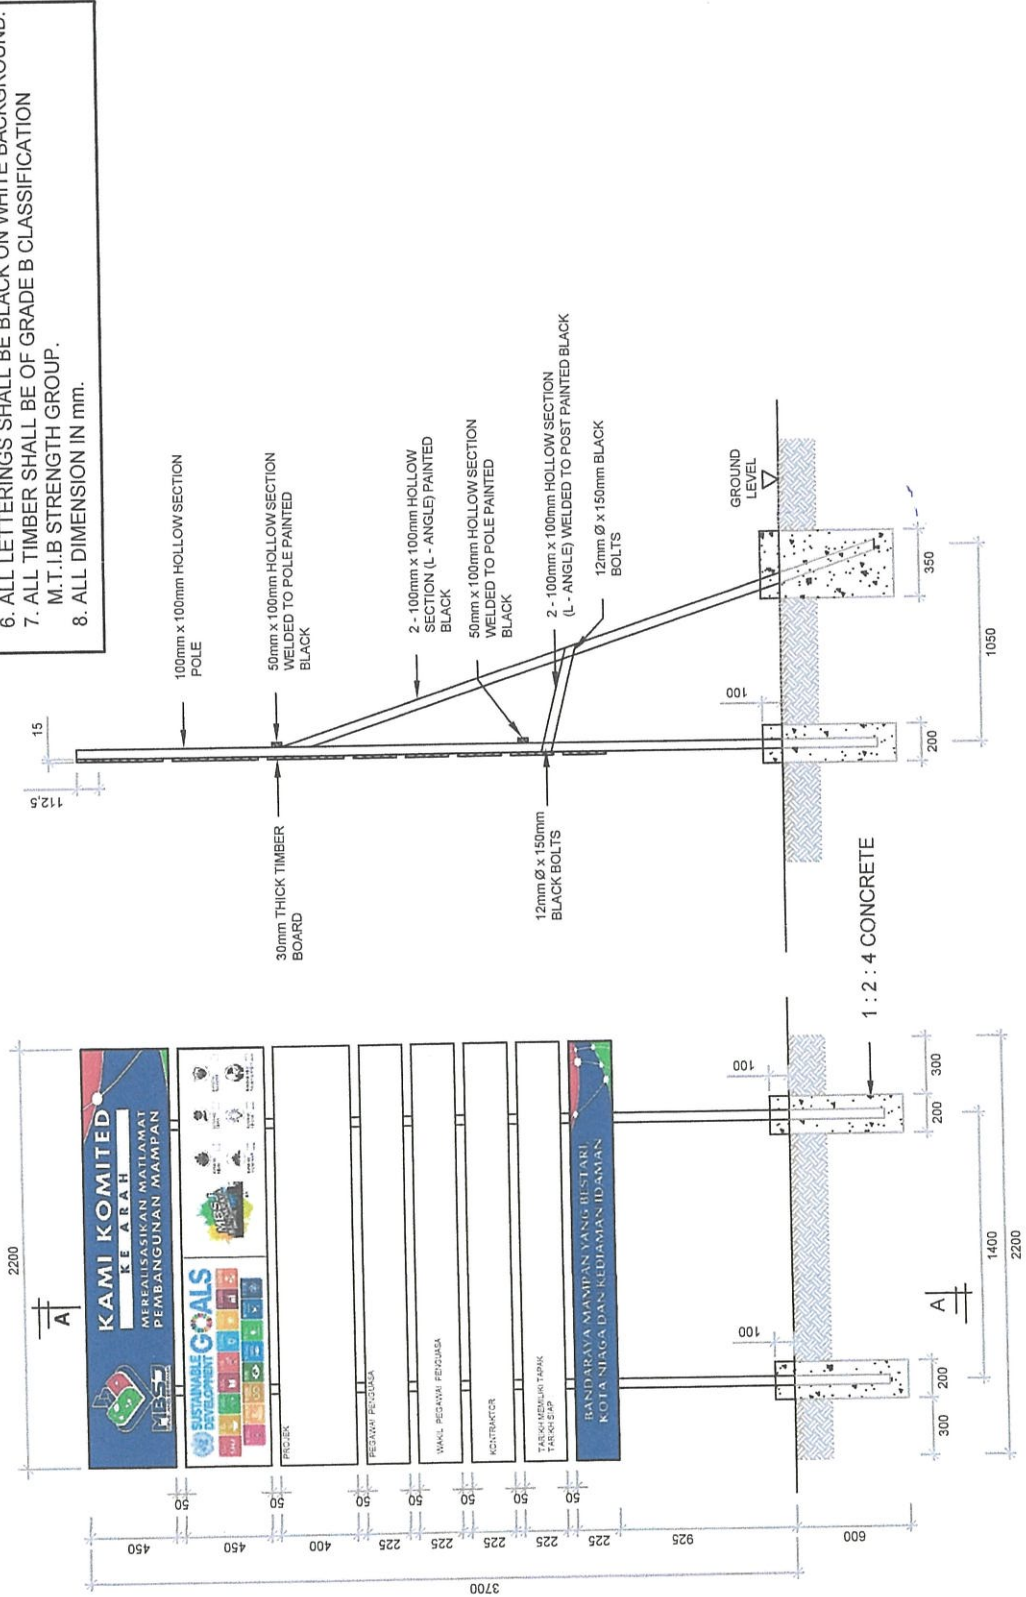 6. ALL LETTERINGS SHALL BE BLACK ON WHITE BACKGROUND.
7. ALL TIMBER SHALL BE OF GRADE B CLASSIFICATION
M.T.I.B STRENGTH GROUP.
8. ALL DIMENSION IN mm.
2200
A
KAMI KOMITED
KE ARAH
MEREALISASIKAN MATLAMAT
PEMBANGUNAN MAMPAN
MBSJ
SUSTAINABLE
DEVELOPMENT
GOALS
PROJEK
PEGAWAI PENGUASA
WAKIL PEGAWAI PENGUASA
KONTRAKTOR
TARIKH MEMILIKI TAPAK
TARIKH SIAP
BANDARAYA MAMPAN YANG BESTARI,
KOTA NIAGA DAN KEDIAMAN IDAMAN
450
50
450
50
400
50
225
50
225
50
225
50
225
50
225
925
600
3700
100
100
300
200
1400
200
300
2200
A
1 : 2 : 4 CONCRETE
15
112,5
100mm x 100mm HOLLOW SECTION
POLE
50mm x 100mm HOLLOW SECTION
WELDED TO POLE PAINTED
BLACK
30mm THICK TIMBER
BOARD
2 - 100mm x 100mm HOLLOW
SECTION (L - ANGLE) PAINTED
BLACK
50mm x 100mm HOLLOW SECTION
WELDED TO POLE PAINTED
BLACK
2 - 100mm x 100mm HOLLOW SECTION
(L - ANGLE) WELDED TO POST PAINTED BLACK
12mm Ø x 150mm BLACK
BOLTS
12mm Ø x 150mm
BLACK BOLTS
GROUND
LEVEL
100
200
350
1050